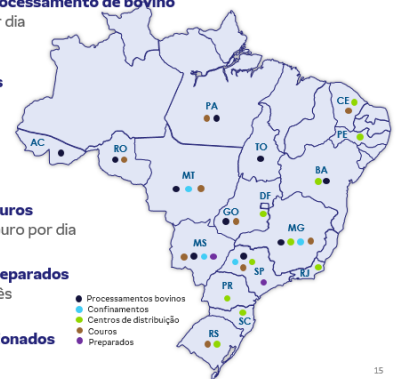 ocessamento de bovino
r dia
s
uros
uro por dia
eparados
ês
onados
PA
CE
PE
AC
RO
TO
BA
MT
DF
GO
MG
MS
SP
RJ
PR
SC
RS
Processamentos bovinos
Confinamentos
Centros de distribuição
Couros
Preparados
15